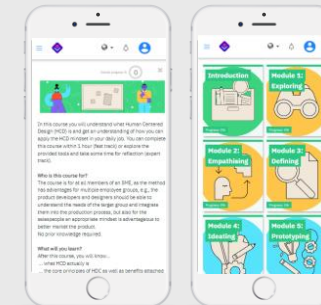 In this course you will understand what Human Centered
Design (HCD) is and get an understanding of how you can
apply the HCD mindset in your daily job. You can complete
this course within 1 hour (fast track) or explore the
provided tools and take some time for reflection (expert
track).
Who is this course for?
The course is for all members of an SME, as the method
has advantages for multiple employee groups, e.g., the
product developers and designers should be able to
understand the needs of the target group and integrate
them into the production process, but also for the
salespeople an appropriate mindset is advantageous to
better market the product.
No prior knowledge required.
What will you learn?
After this course, you will know...
... what HCD actually is
... the core principles of HCD as well as benefits attached
Introduction
Module 1:
Exploring
Module 2:
Empathising
Module 3:
Defining
Module 4:
Ideating
Module 5:
Prototyping